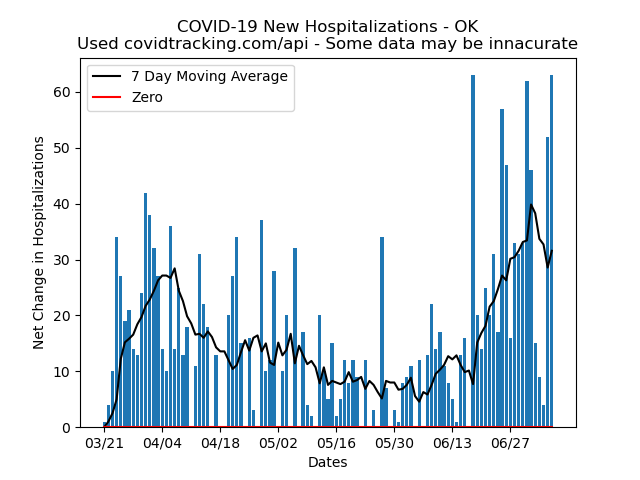 COVID-19 New Hospitalizations - OK
Used covidtracking.com/api - Some data may be innacurate
7 Day Moving Average
Zero
Net Change in Hospitalizations
60
50
40
30
20
10
0
03/21 04/04 04/18 05/02 05/16 05/30 06/13 06/27
Dates